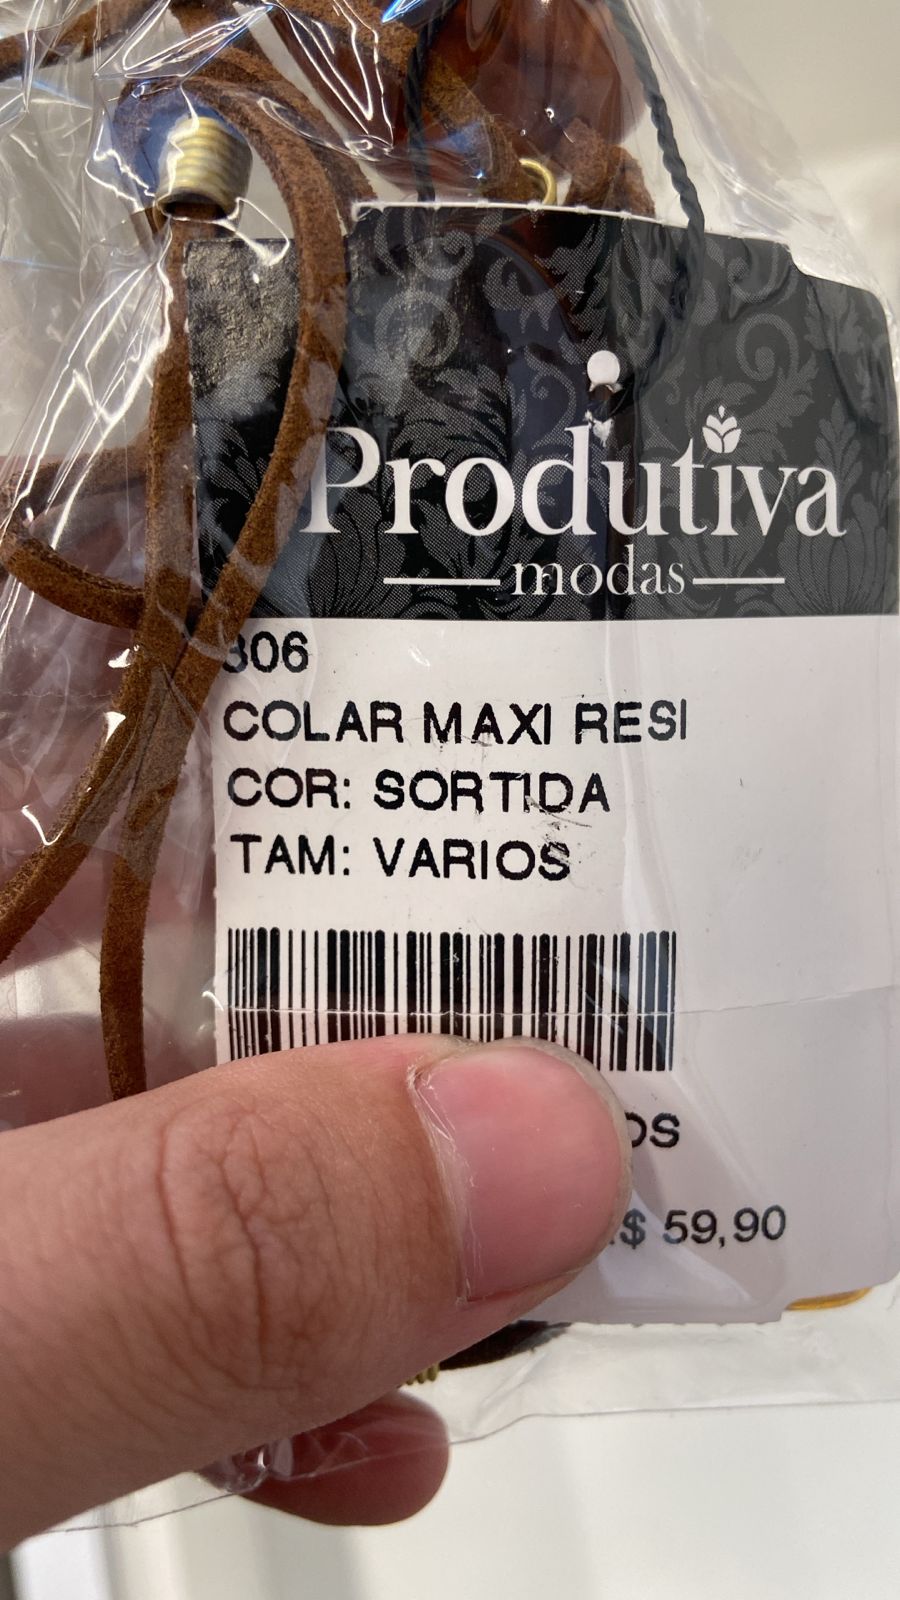 Produtiva
modas
306
COLAR MAXI RESI
COR: SORTIDA
TAM: VARIOS
59,90